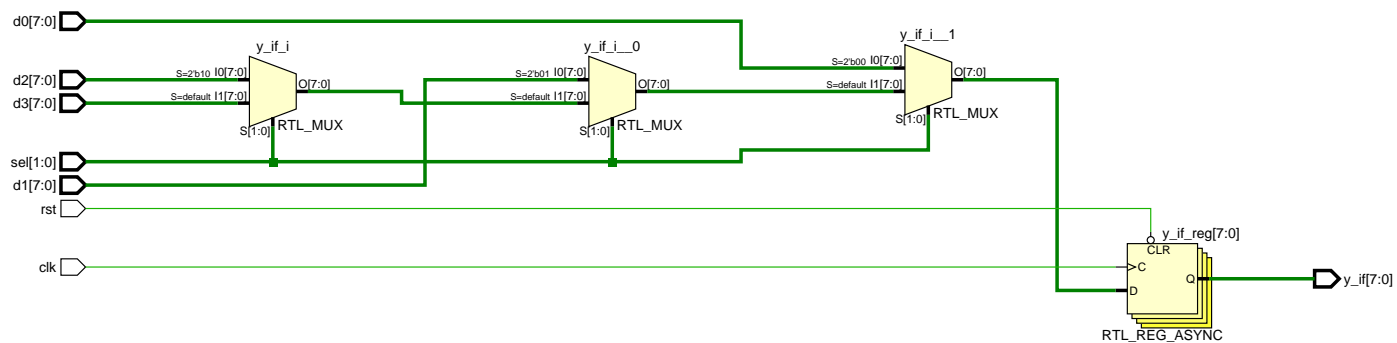 d0[7:0]
y_if_i
y_if_i__0
y_if_i__1
S=2'b00 I0[7:0]
O[7:0]
S=default I1[7:0]
S[1:0]
RTL_MUX
d2[7:0]
S=2'b10 I0[7:0]
O[7:0]
d3[7:0]
S=default I1[7:0]
S[1:0]
RTL_MUX
S=2'b01 I0[7:0]
O[7:0]
S=default I1[7:0]
S[1:0]
RTL_MUX
sel[1:0]
d1[7:0]
rst
clk
y_if_reg[7:0]
CLR
C
Q
D
RTL_REG_ASYNC
y_if[7:0]